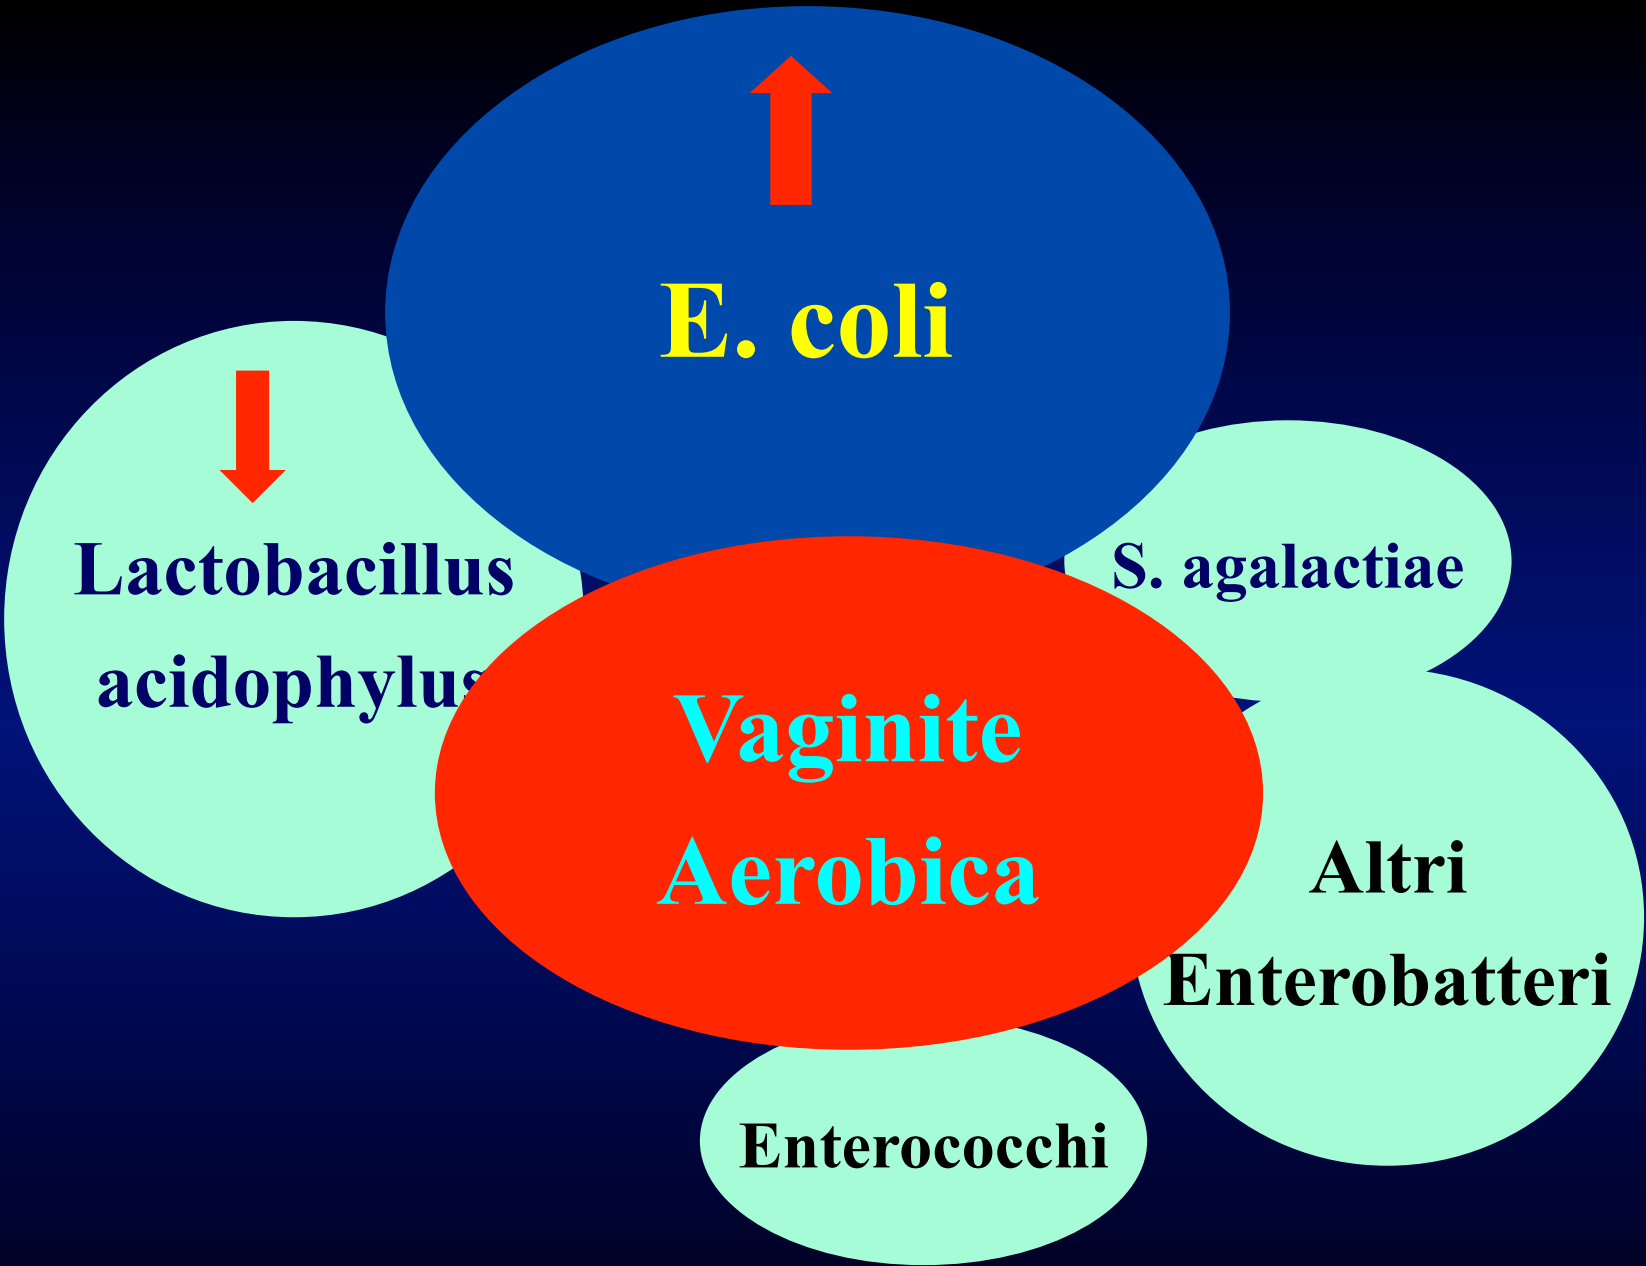 E. coli
Lactobacillus
acidophylus
S. agalactiae
Vaginite
Aerobica
Altri
Enterobatteri
Enterococchi